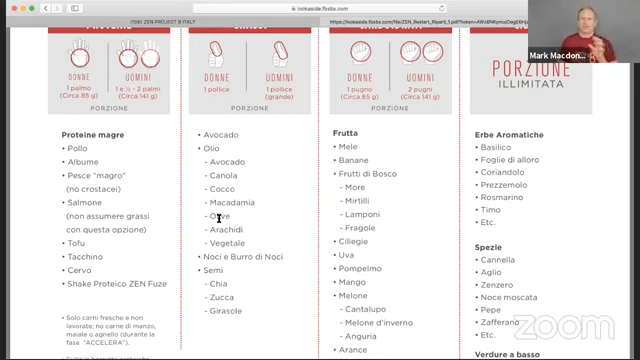 www.lookaside.fbsbx.com
(108) ZEN PROJECT 8 ITALY
Mark Macdon...
DONNE
1 palmo
(Circa 85 g)
UOMINI
1 e ½ - 2 palmi
(Circa 141 g)
PORZIONE
Proteine magre
• Pollo
• Albume
• Pesce "magro"
(no crostacei)
• Salmone
(non assumere grassi
con questa opzione)
• Tofu
• Tacchino
• Cervo
• Shake Proteico ZEN Fuze
• Solo carni fresche e non
lavorate; no carne di manzo,
maiale o agnello (durante la
fase "ACCELERA").
DONNE
1 pollice
UOMINI
1 pollice
(grande)
PORZIONE
• Avocado
• Olio
- Avocado
- Canola
- Cocco
- Macadamia
- Olive
- Arachidi
- Vegetale
• Noci e Burro di Noci
• Semi
- Chia
- Zucca
- Girasole
DONNE
1 pugno
(Circa 85 g)
UOMINI
2 pugni
(Circa 141 g)
PORZIONE
Frutta
• Mele
• Banane
• Frutti di Bosco
- More
- Mirtilli
- Lamponi
- Fragole
• Ciliegie
• Uva
• Pompelmo
• Mango
• Melone
- Cantalupo
- Melone d'inverno
- Anguria
• Arance
PORZIONE
ILLIMITATA
Erbe Aromatiche
• Basilico
• Foglie di alloro
• Coriandolo
• Prezzemolo
• Rosmarino
• Timo
• Etc.
Spezie
• Cannella
• Aglio
• Zenzero
• Noce moscata
• Pepe
• Zafferano
• Etc.
Verdure a basso
zoom